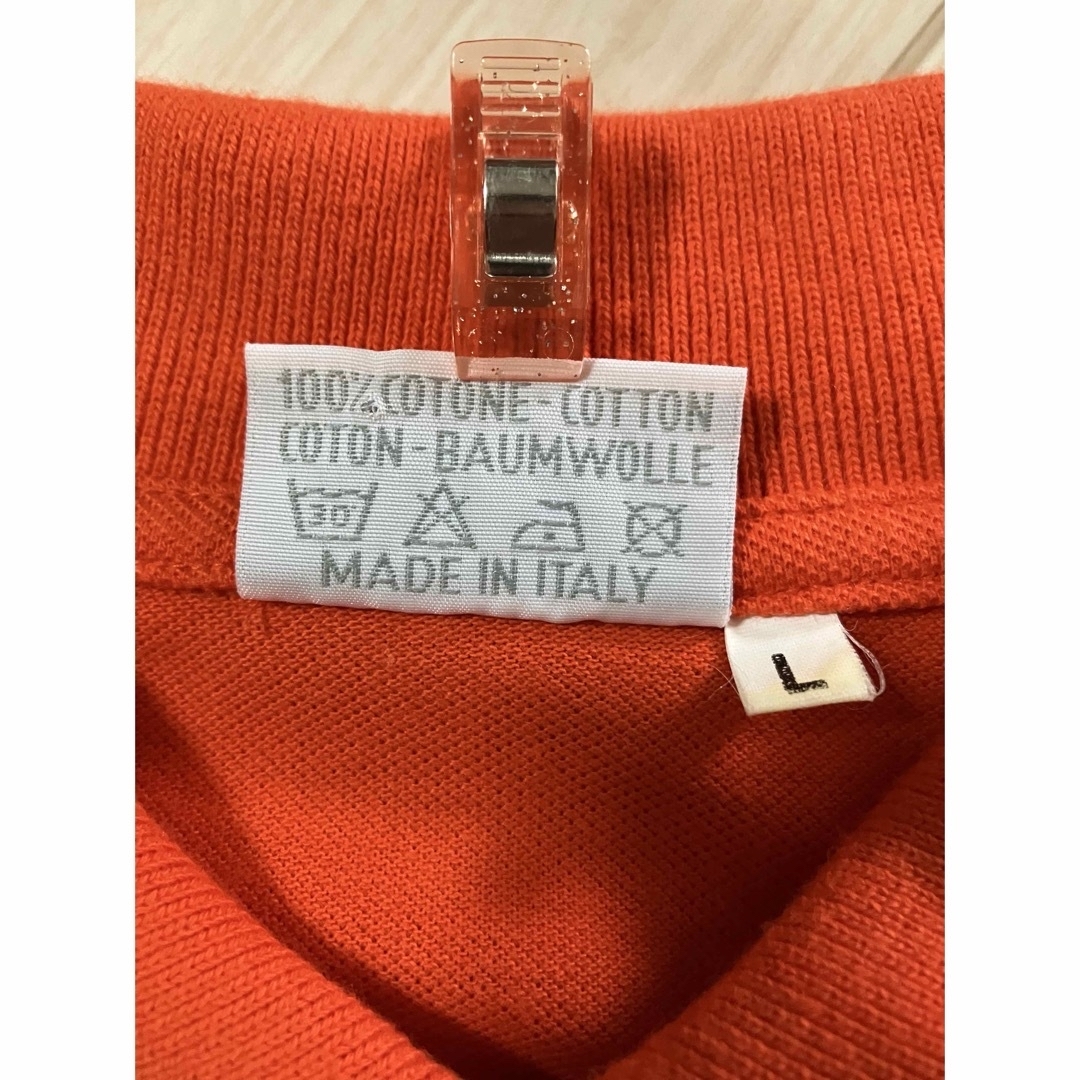 100% COTONE - COTTON
COTON - BAUMWOLLE
30
MADE IN ITALY
L